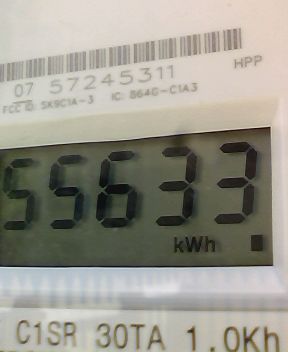 HPP
07 57245311
FCC ID: SK9C1A-3 IC: 864G-C1A3
55633
kWh
C1SR 30TA 1.0Kh